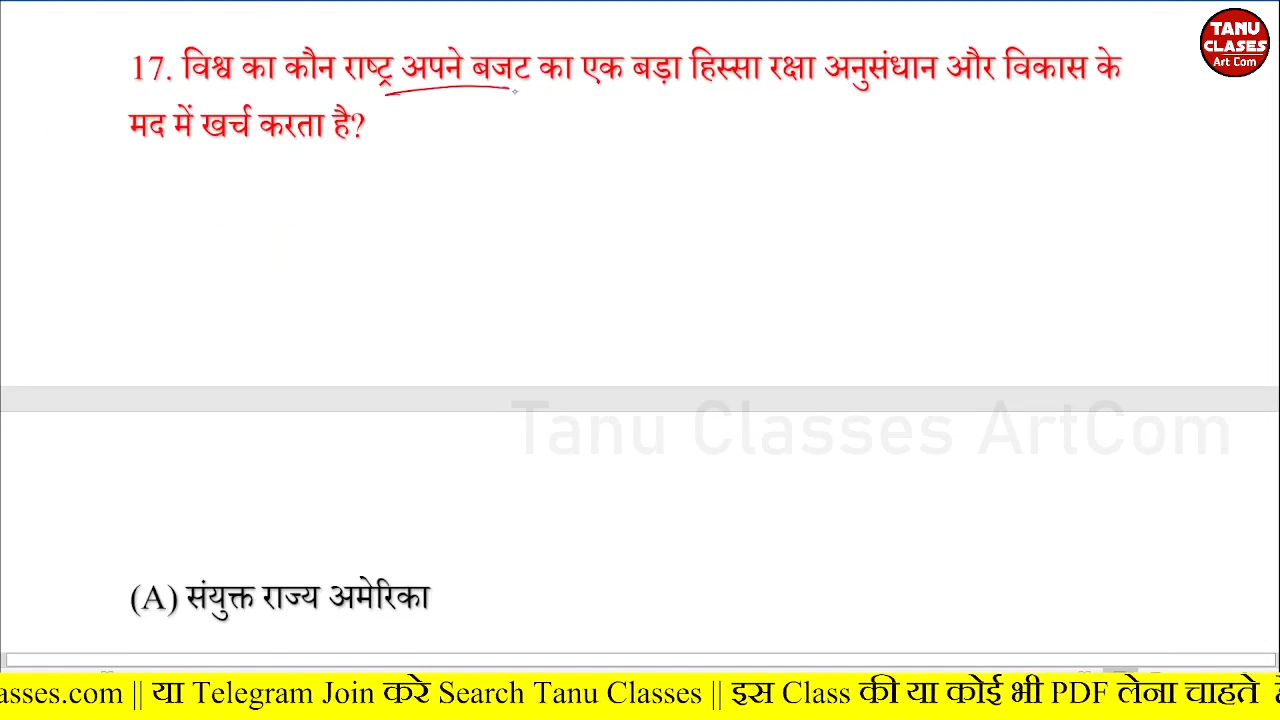 TANU
CLASES
Art Com
17. विश्व का कौन राष्ट्र अपने बजट का एक बड़ा हिस्सा रक्षा अनुसंधान और विकास के
मद में खर्च करता है?
Tanu Classes ArtCom
(A) संयुक्त राज्य अमेरिका
asses.com || या Telegram Join करे Search Tanu Classes || इस Class की या कोई भी PDF लेना चाहते